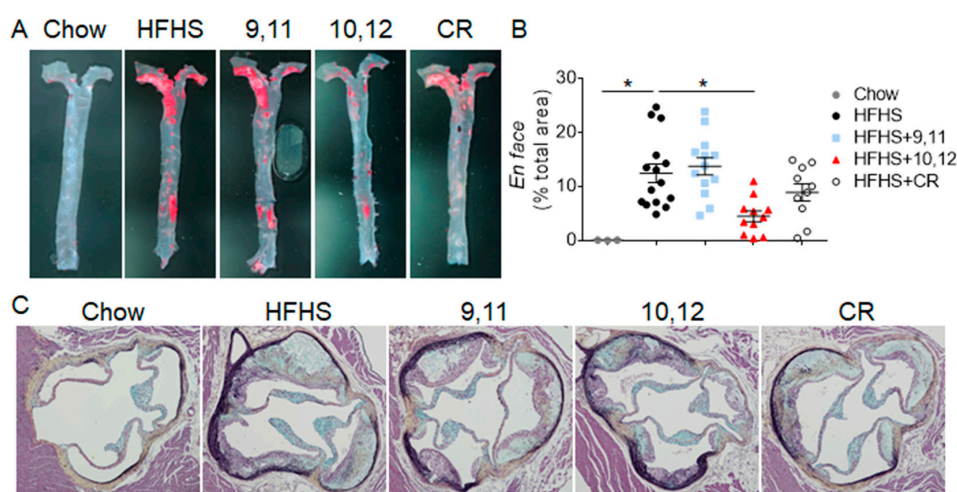 A
Chow HFHS 9,11 10,12 CR
B
En face
(% total area)
30
20
10
0
* *
Chow
HFHS
HFHS+9,11
HFHS+10,12
HFHS+CR
C
Chow HFHS 9,11 10,12 CR